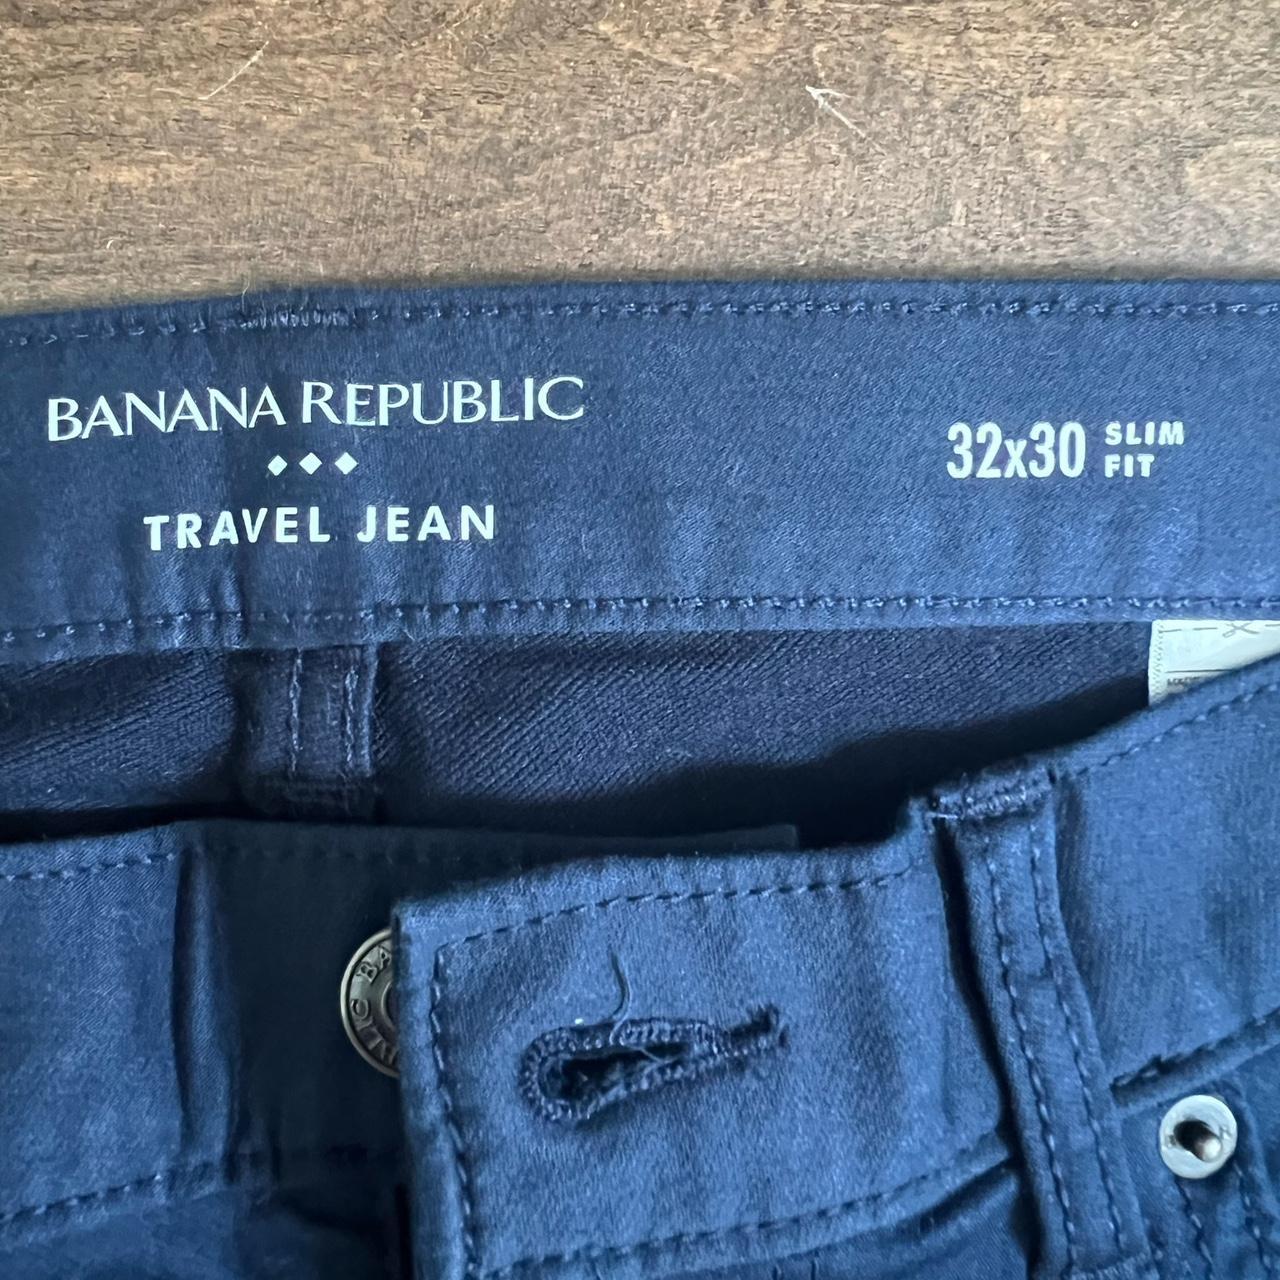 BANANA REPUBLIC
TRAVEL JEAN
32x30 SLIM
FIT